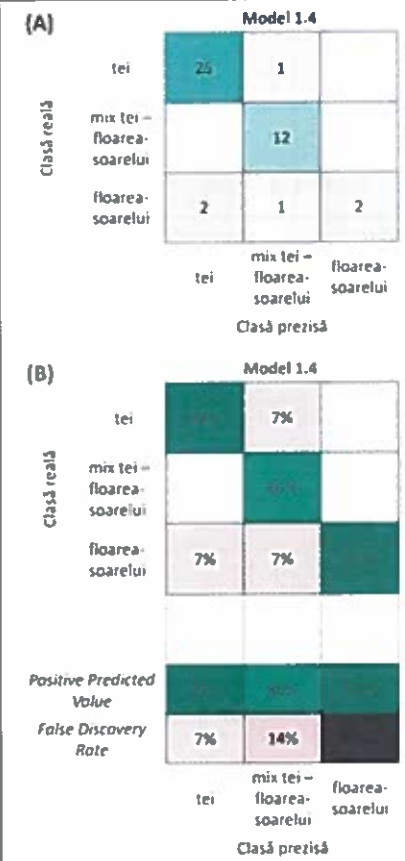 (A)
Model 1.4
Clasă reală
tei
25
1
mix tei –
floarea-
soarelui
12
floarea-
soarelui
2
1
2
tei
mix tei –
floarea-
soarelui
floarea-
soarelui
Clasă prezisă
(B)
Model 1.4
Clasă reală
tei
7%
mix tei –
floarea-
soarelui
floarea-
soarelui
7%
7%
Positive Predicted
Value
False Discovery
Rate
7%
14%
tei
mix tei –
floarea-
soarelui
floarea-
soarelui
Clasă prezisă